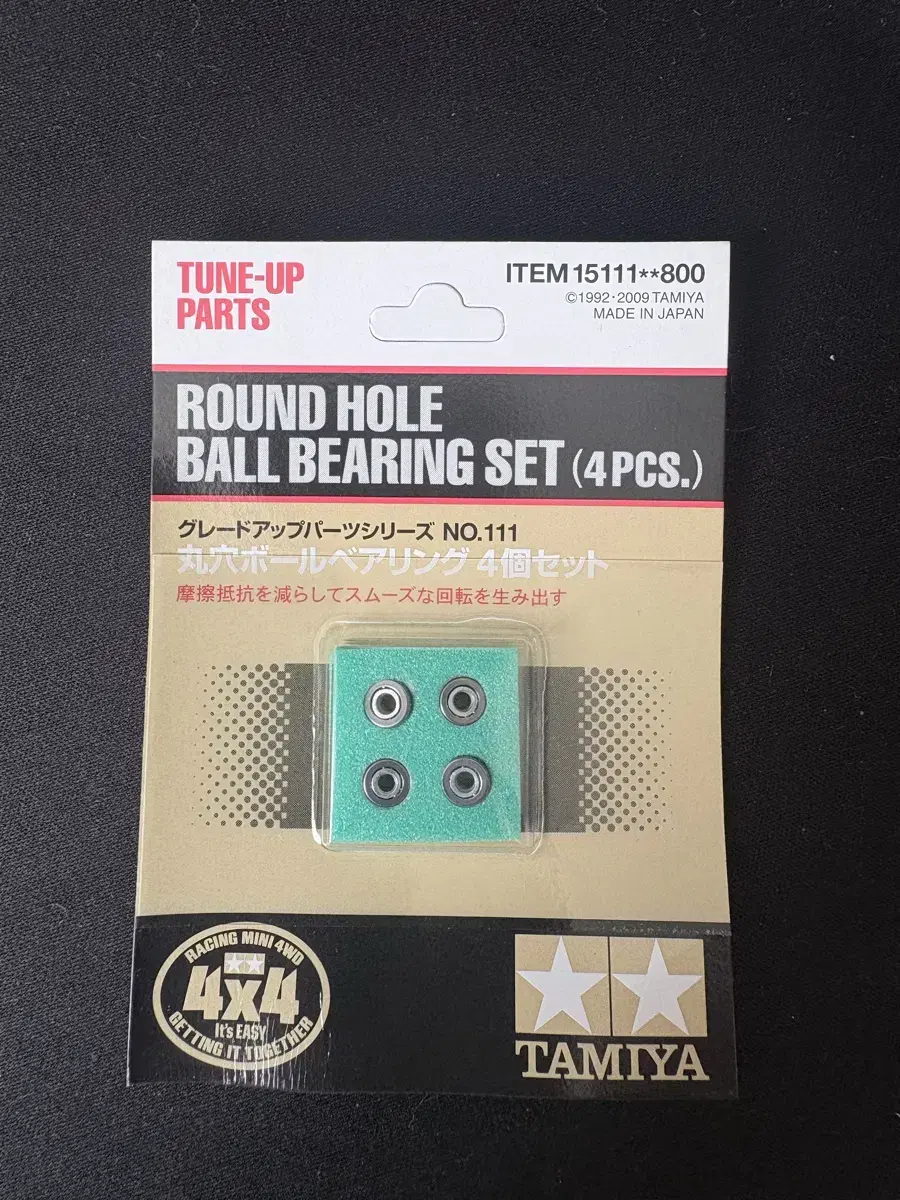 TUNE-UP
PARTS
ITEM 15111**800
©1992・2009 TAMIYA
MADE IN JAPAN
ROUND HOLE
BALL BEARING SET (4 PCS.)
グレードアップパーツシリーズ NO.111
丸穴ボールベアリング 4個セット
摩擦抵抗を減らしてスムーズな回転を生み出す
RACING MINI 4WD
4x4
It's EASY
GETTING IT TOGETHER
TAMIYA